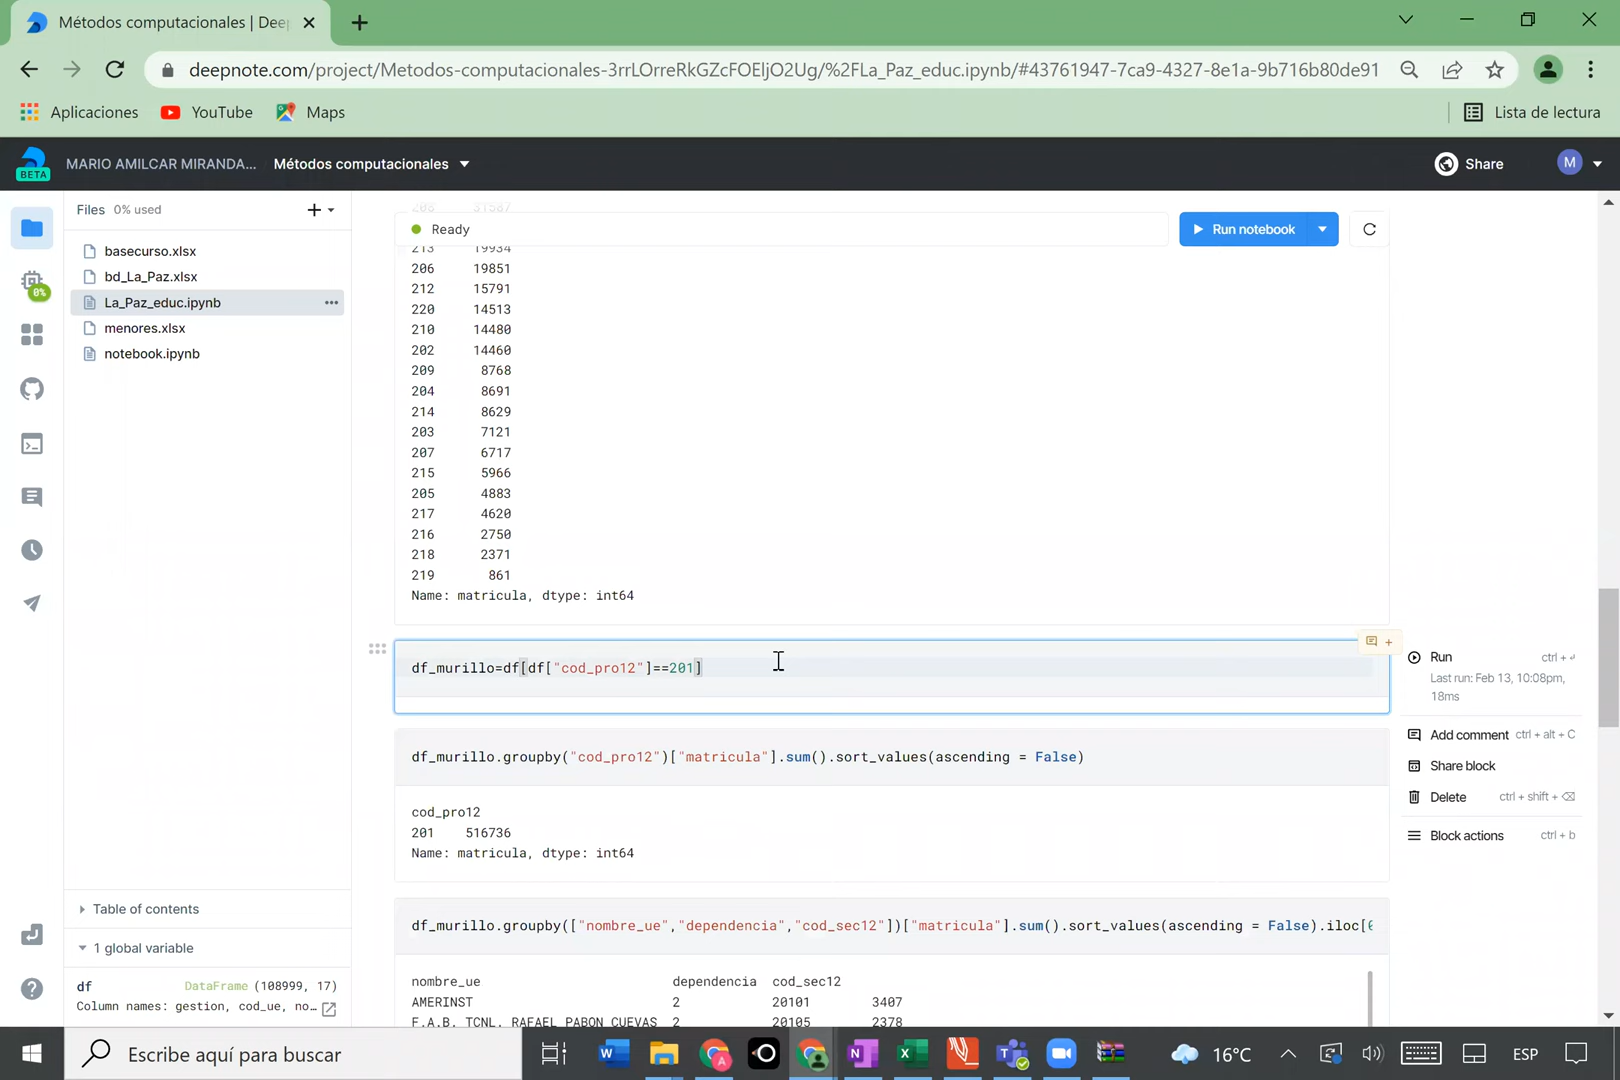 Métodos computacionales | Deep
deepnote.com/project/Metodos-computacionales-3rrLOrreRkGZcFOEljO2Ug/%2FLa_Paz_educ.ipynb/#43761947-7ca9-4327-8e1a-9b716b80de91
Aplicaciones YouTube Maps Lista de lectura
BETA MARIO AMILCAR MIRANDA... Métodos computacionales Share M
Files 0% used
basecurso.xlsx
bd_La_Paz.xlsx
La_Paz_educ.ipynb
menores.xlsx
notebook.ipynb
0%
Table of contents
1 global variable
df DataFrame (108999, 17)
Column names: gestion, cod_ue, no...
208 31587
Ready Run notebook
213 19934
206 19851
212 15791
220 14513
210 14480
202 14460
209 8768
204 8691
214 8629
203 7121
207 6717
215 5966
205 4883
217 4620
216 2750
218 2371
219 861
Name: matricula, dtype: int64
df_murillo=df[df["cod_pro12"]==201]
Run ctrl + ⏎
Last run: Feb 13, 10:08pm,
18ms
Add comment ctrl + alt + C
Share block
Delete ctrl + shift + ⌫
Block actions ctrl + b
df_murillo.groupby("cod_pro12")["matricula"].sum().sort_values(ascending = False)
cod_pro12
201 516736
Name: matricula, dtype: int64
df_murillo.groupby(["nombre_ue","dependencia","cod_sec12"])["matricula"].sum().sort_values(ascending = False).iloc[0
nombre_ue dependencia cod_sec12
AMERINST 2 20101 3407
F.A.B. TCNL. RAFAEL PABON CUEVAS 2 20105 2378
Escribe aquí para buscar
16°C ESP